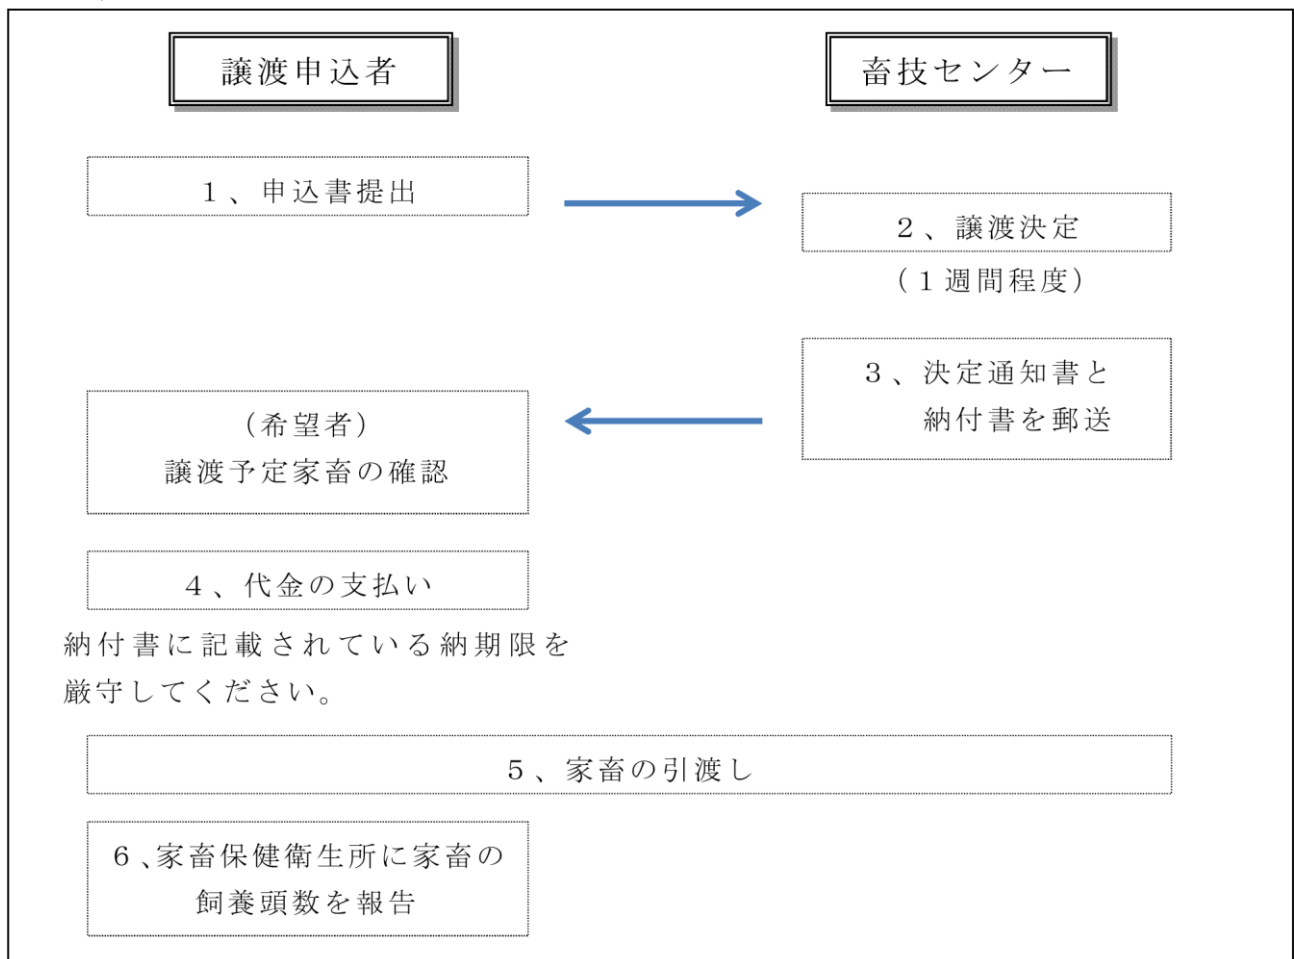 譲渡申込者
畜技センター
１、申込書提出
２、譲渡決定
（１週間程度）
３、決定通知書と
納付書を郵送
（希望者）
譲渡予定家畜の確認
４、代金の支払い
納付書に記載されている納期限を
厳守してください。
５、家畜の引渡し
６、家畜保健衛生所に家畜の
飼養頭数を報告